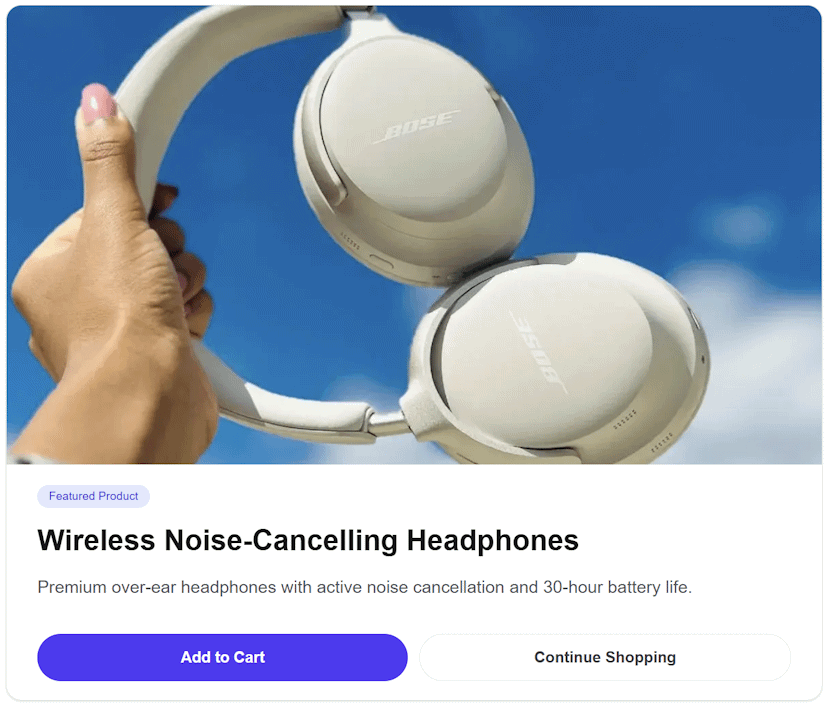 BOSE
BOSE
Featured Product
Wireless Noise-Cancelling Headphones
Premium over-ear headphones with active noise cancellation and 30-hour battery life.
Add to Cart
Continue Shopping